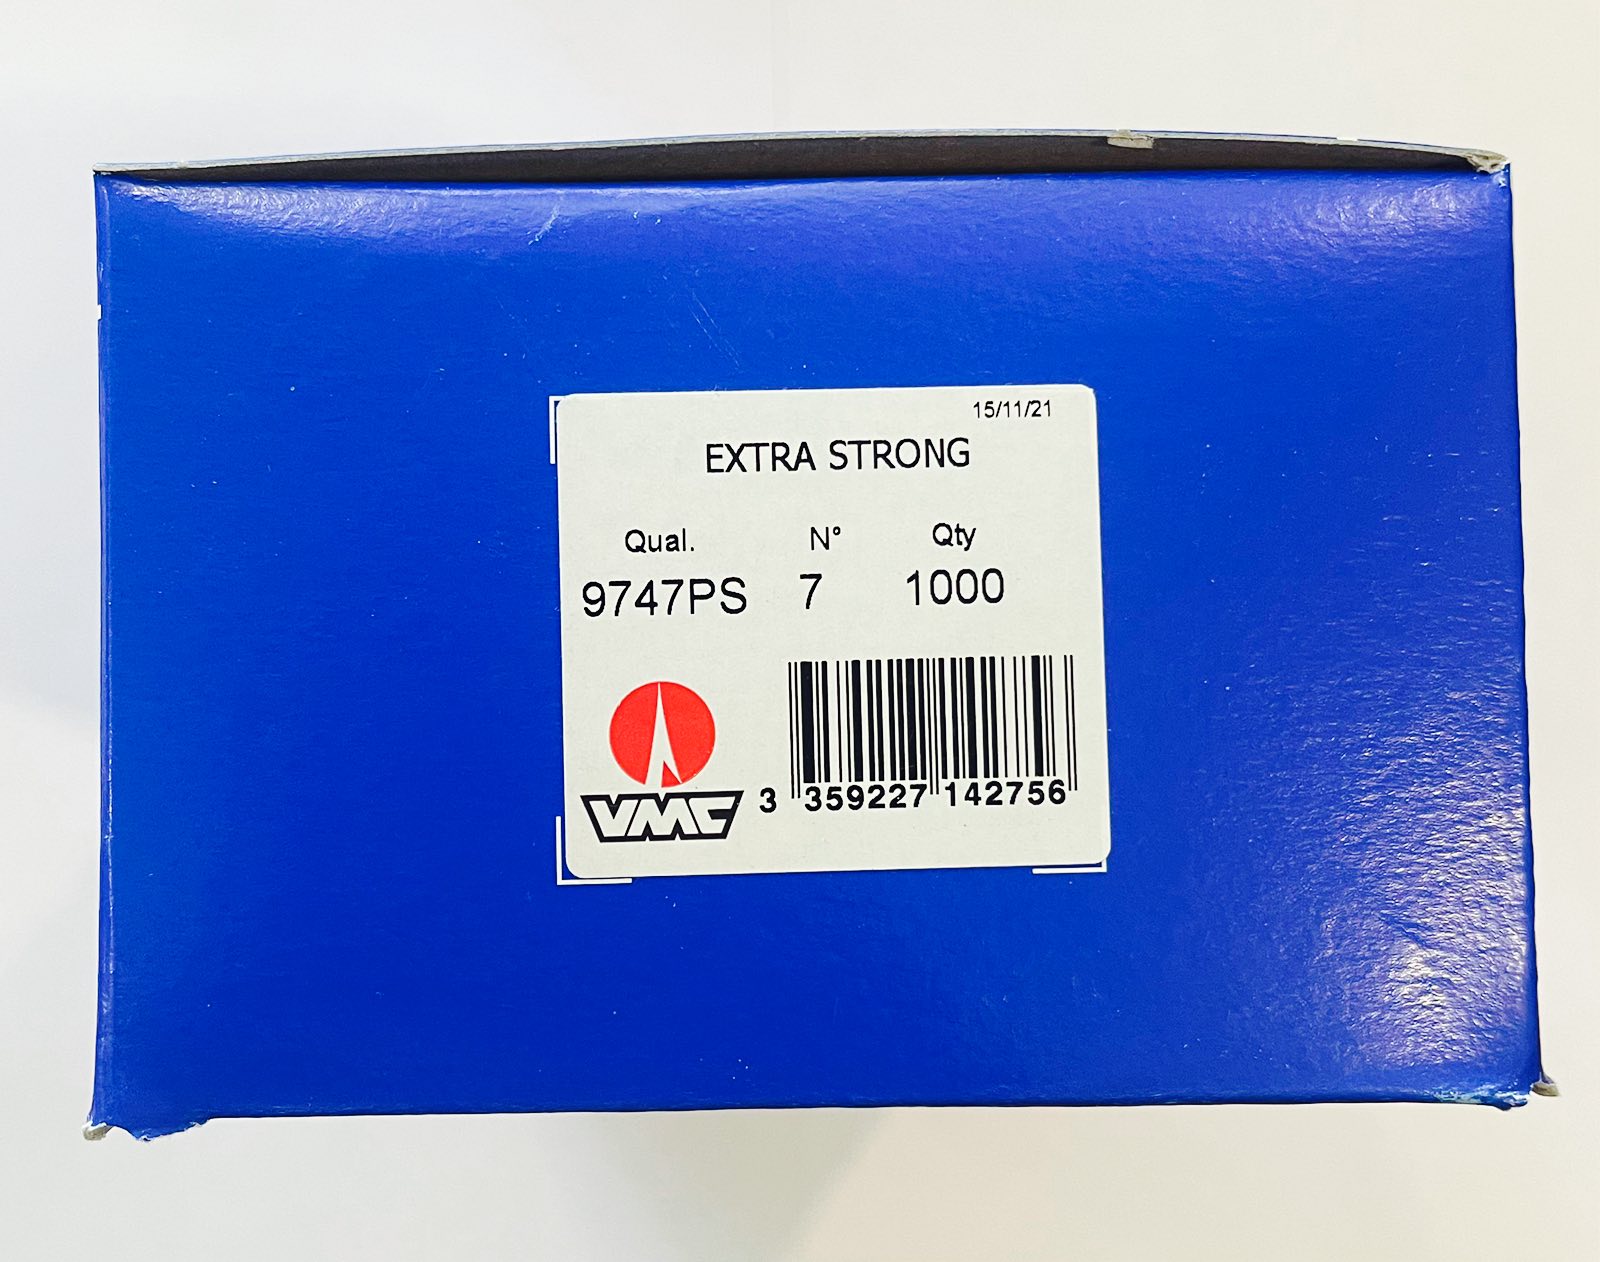 15/11/21
EXTRA STRONG
Qual. N° Qty
9747PS 7 1000
VMC
3 359227 142756